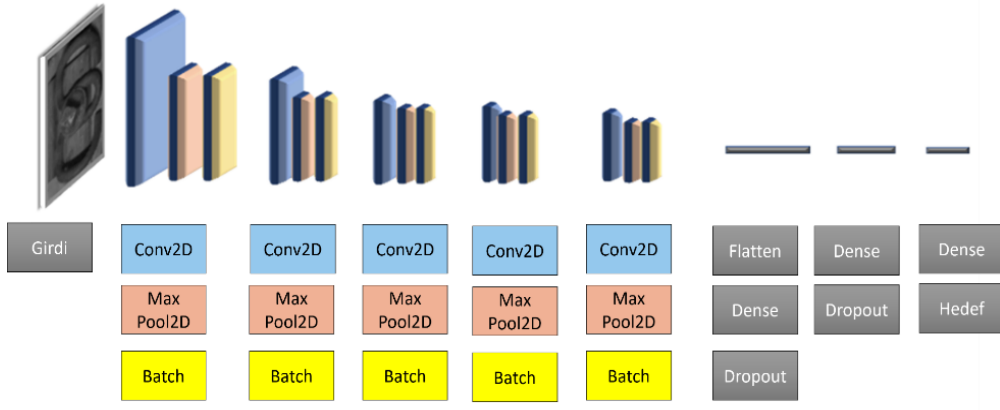 Girdi
Conv2D
Conv2D
Conv2D
Conv2D
Conv2D
Flatten
Dense
Dense
Max
Pool2D
Max
Pool2D
Max
Pool2D
Max
Pool2D
Max
Pool2D
Dense
Dropout
Hedef
Batch
Batch
Batch
Batch
Batch
Dropout